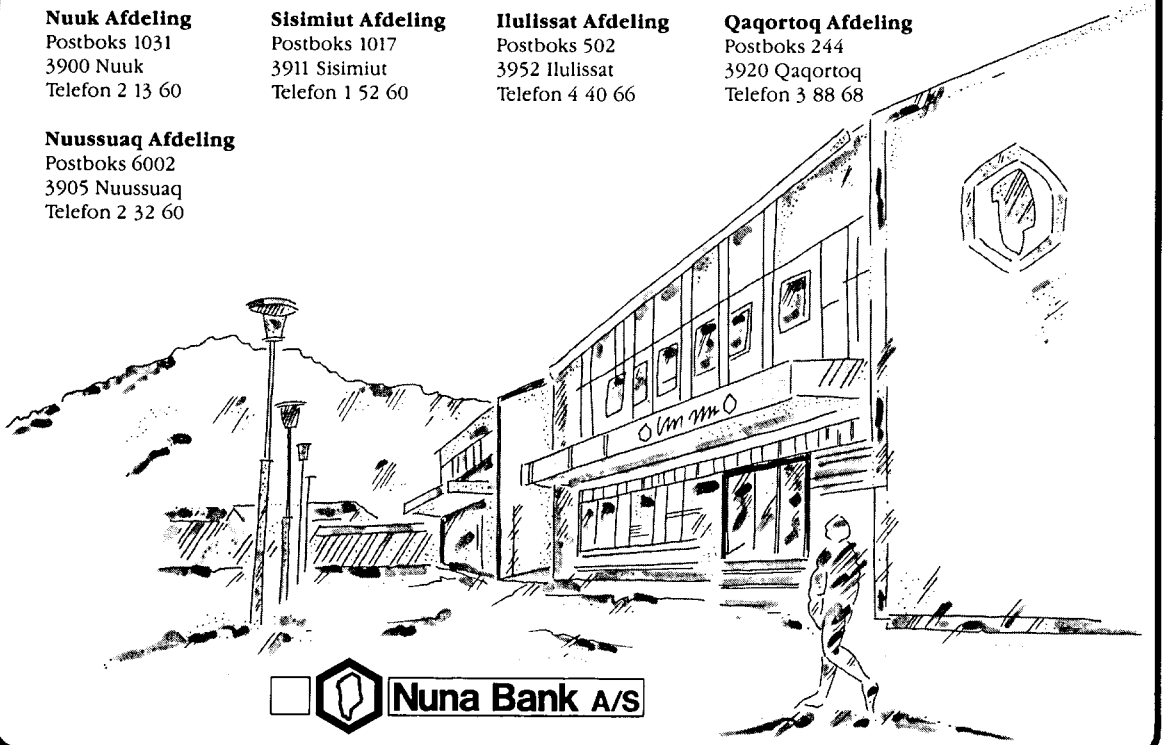 Nuuk Afdeling
Postboks 1031
3900 Nuuk
Telefon 2 13 60
Sisimiut Afdeling
Postboks 1017
3911 Sisimiut
Telefon 1 52 60
Ilulissat Afdeling
Postboks 502
3952 Ilulissat
Telefon 4 40 66
Qaqortoq Afdeling
Postboks 244
3920 Qaqortoq
Telefon 3 88 68
Nuussuaq Afdeling
Postboks 6002
3905 Nuussuaq
Telefon 2 32 60
Nuna Bank A/S